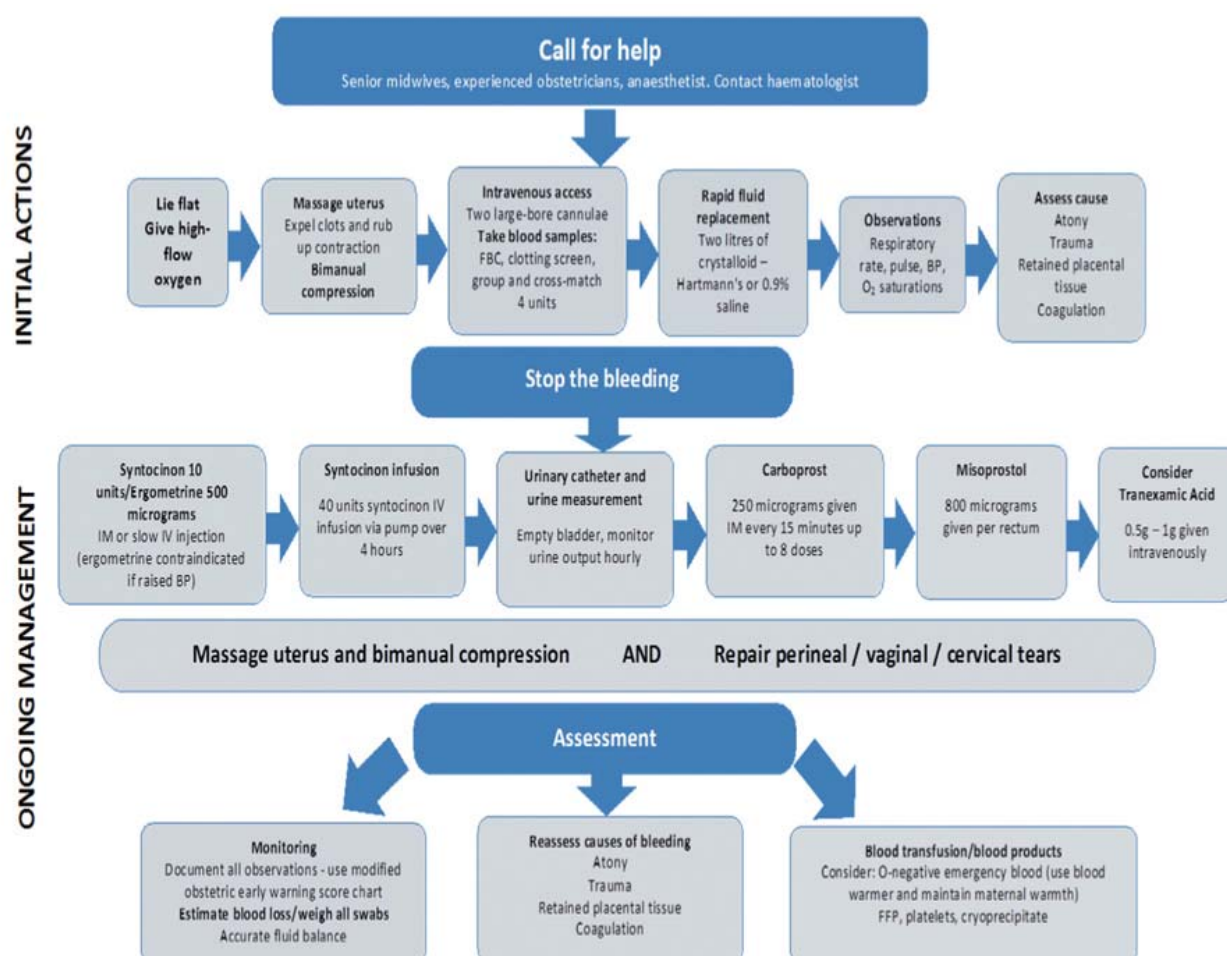 Call for help
Senior midwives, experienced obstetricians, anaesthetist. Contact haematologist
INITIAL ACTIONS
Lie flat
Give high-
flow
oxygen
Massage uterus
Expel clots and rub
up contraction
Bimanual
compression
Intravenous access
Two large-bore cannulae
Take blood samples:
FBC, clotting screen,
group and cross-match
4 units
Rapid fluid
replacement
Two litres of
crystalloid –
Hartmann's or 0.9%
saline
Observations
Respiratory
rate, pulse, BP,
O₂ saturations
Assess cause
Atony
Trauma
Retained placental
tissue
Coagulation
Stop the bleeding
ONGOING MANAGEMENT
Syntocinon 10
units/Ergometrine 500
micrograms
IM or slow IV injection
(ergometrine contraindicated
if raised BP)
Syntocinon infusion
40 units syntocinon IV
infusion via pump over
4 hours
Urinary catheter and
urine measurement
Empty bladder, monitor
urine output hourly
Carboprost
250 micrograms given
IM every 15 minutes up
to 8 doses
Misoprostol
800 micrograms
given per rectum
Consider
Tranexamic Acid
0.5g – 1g given
intravenously
Massage uterus and bimanual compression AND Repair perineal / vaginal / cervical tears
Assessment
Monitoring
Document all observations - use modified
obstetric early warning score chart
Estimate blood loss/weigh all swabs
Accurate fluid balance
Reassess causes of bleeding
Atony
Trauma
Retained placental tissue
Coagulation
Blood transfusion/blood products
Consider: O-negative emergency blood (use blood
warmer and maintain maternal warmth)
FFP, platelets, cryoprecipitate